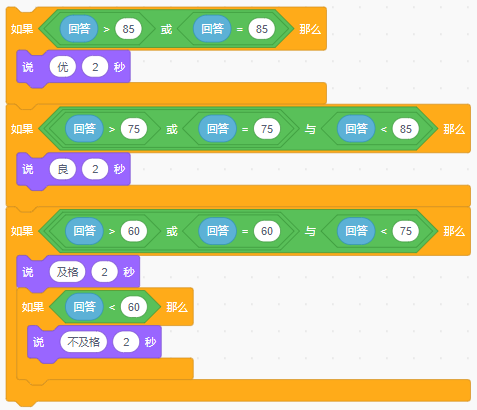 如果 回答 > 85 或 回答 = 85 那么
说 优 2 秒
如果 回答 > 75 或 回答 = 75 与 回答 < 85 那么
说 良 2 秒
如果 回答 > 60 或 回答 = 60 与 回答 < 75 那么
说 及格 2 秒
如果 回答 < 60 那么
说 不及格 2 秒